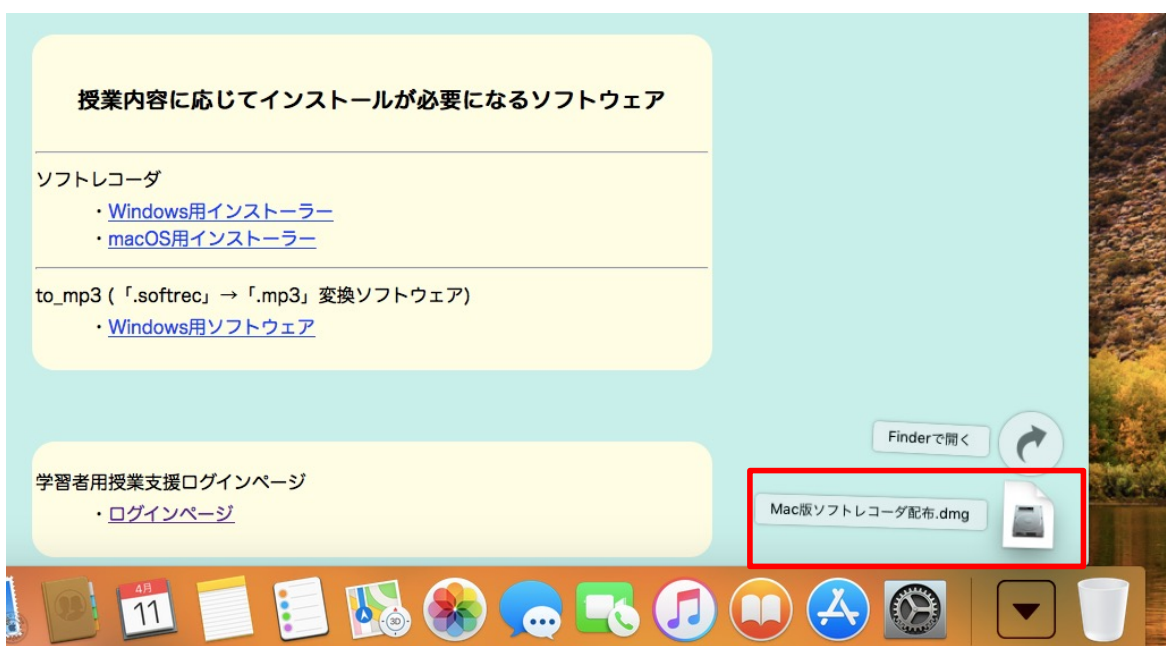 授業内容に応じてインストールが必要になるソフトウェア
ソフトレコーダ
・Windows用インストーラー
・macOS用インストーラー
to_mp3 (「.softrec」→「.mp3」変換ソフトウェア)
・Windows用ソフトウェア
Finderで開く
学習者用授業支援ログインページ
・ログインページ
Mac版ソフトレコーダ配布.dmg
4月
11
3D